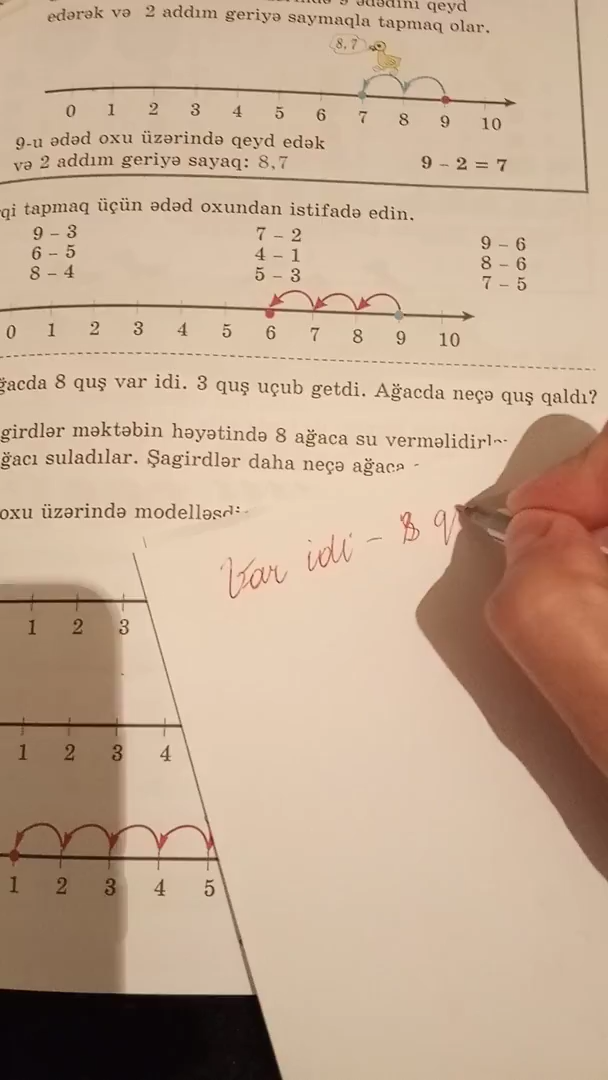 ədədini qeyd
edərək və 2 addım geriyə saymaqla tapmaq olar.
8,7
0 1 2 3 4 5 6 7 8 9 10
9-u ədəd oxu üzərində qeyd edək
və 2 addım geriyə sayaq: 8,7
9 - 2 = 7
qi tapmaq üçün ədəd oxundan istifadə edin.
9 - 3 7 - 2 9 - 6
6 - 5 4 - 1 8 - 6
8 - 4 5 - 3 7 - 5
0 1 2 3 4 5 6 7 8 9 10
ğacda 8 quş var idi. 3 quş uçub getdi. Ağacda neçə quş qaldı?
girdlər məktəbin həyətində 8 ağaca su verməlidirl
ğacı suladılar. Şagirdlər daha neçə ağaca
oxu üzərində modelləşdi
Var idi - 8 q
1 2 3
1 2 3 4
1 2 3 4 5